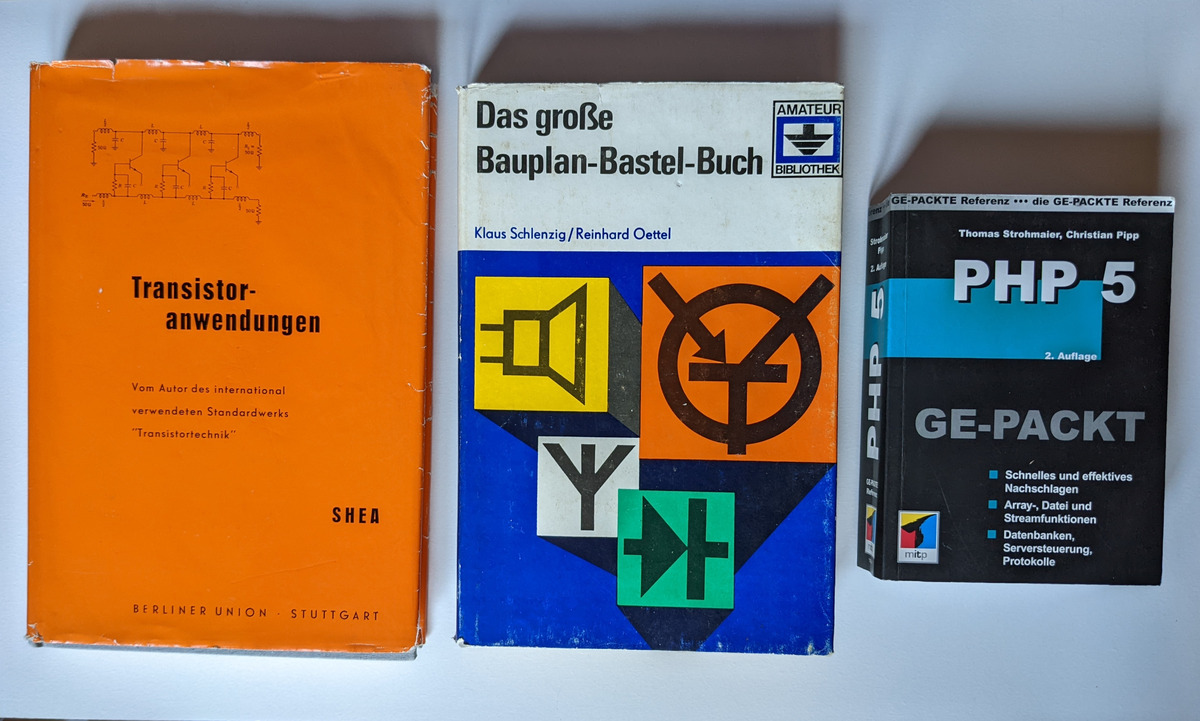 Transistor-
anwendungen
Vom Autor des international
verwendeten Standardwerks
"Transistortechnik"
SHEA
BERLINER UNION · STUTTGART
Das große
Bauplan-Bastel-Buch
AMATEUR
BIBLIOTHEK
Klaus Schlenzig/Reinhard Oettel
GE-PACKTE Referenz ••• die GE-PACKTE Referenz
Thomas Strohmaier, Christian Pipp
PHP 5
2. Auflage
GE-PACKT
Schnelles und effektives
Nachschlagen
Array-, Datei und
Streamfunktionen
Datenbanken,
Serversteuerung,
Protokolle
mitp
PHP 5